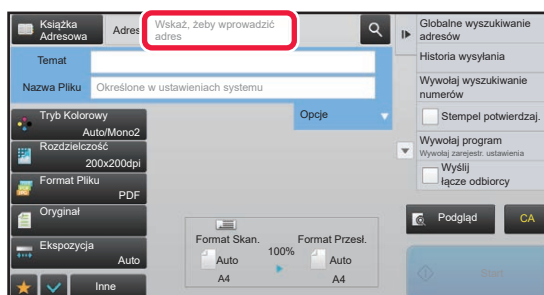 Książka
Adresowa
Adres
Wskaż, żeby wprowadzić
adres
Globalne wyszukiwanie
adresów
Temat
Historia wysyłania
Nazwa Pliku
Określone w ustawieniach systemu
Wywołaj wyszukiwanie
numerów
Tryb Kolorowy
Auto/Mono2
Opcje
Stempel potwierdzaj.
Rozdzielczość
200x200dpi
Wywołaj program
Wywołaj zarejestr. ustawienia
Format Pliku
PDF
Wyślij
łącze odbiorcy
Oryginał
Podgląd
CA
Ekspozycja
Auto
Format Skan.
100%
Format Przesł.
Auto
Auto
A4
A4
Inne
Start